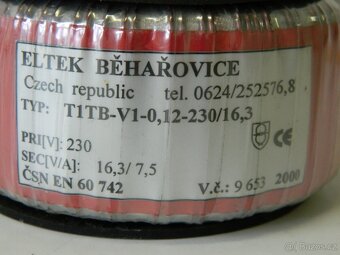 ELTEK BĚHAŘOVICE
Czech republic tel. 0624/252576,8
TYP: T1TB-V1-0,12-230/16,3
PRI[V]: 230
SEC[V/A]: 16,3/ 7,5
ČSN EN 60 742
V.č.: 9 653 2000
CE